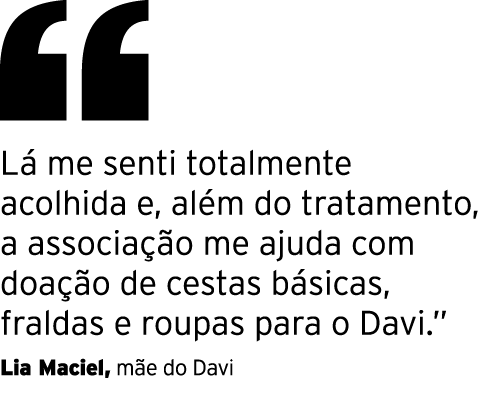 “
Lá me senti totalmente
acolhida e, além do tratamento,
a associação me ajuda com
doação de cestas básicas,
fraldas e roupas para o Davi.”
Lia Maciel, mãe do Davi